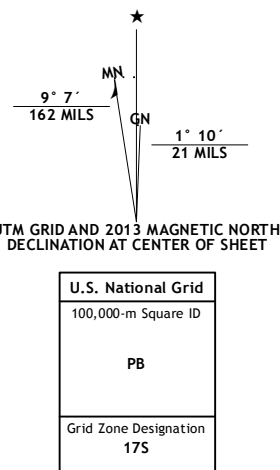 ★
MN
GN
9° 7´
162 MILS
1° 10´
21 MILS
UTM GRID AND 2013 MAGNETIC NORTH
DECLINATION AT CENTER OF SHEET
U.S. National Grid
100,000-m Square ID
PB
Grid Zone Designation
17S